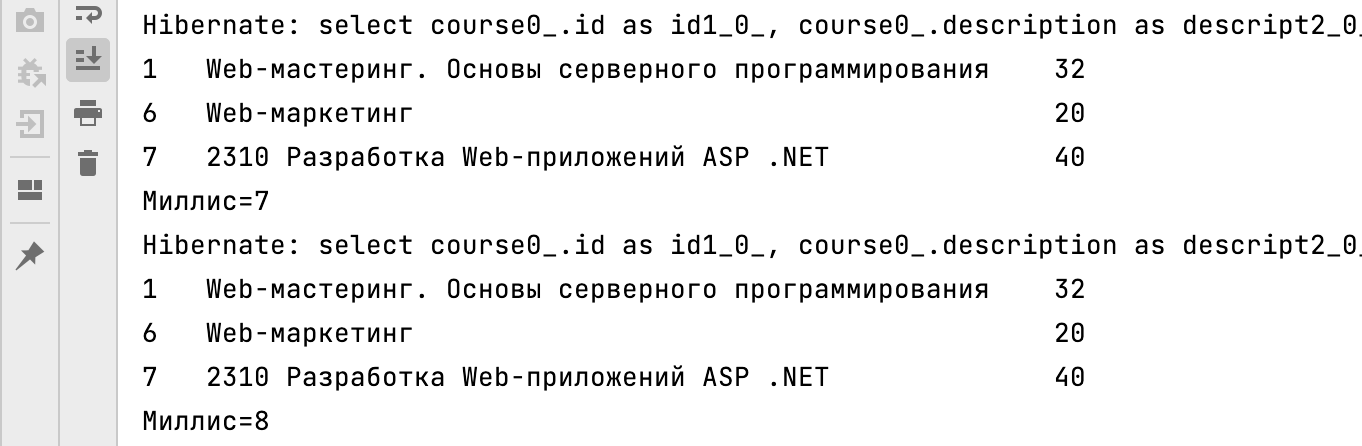 Hibernate: select course0_.id as id1_0_, course0_.description as descript2_0_
1 Web-мастеринг. Основы серверного программирования 32
6 Web-маркетинг 20
7 2310 Разработка Web-приложений ASP .NET 40
Миллис=7
Hibernate: select course0_.id as id1_0_, course0_.description as descript2_0_
1 Web-мастеринг. Основы серверного программирования 32
6 Web-маркетинг 20
7 2310 Разработка Web-приложений ASP .NET 40
Миллис=8